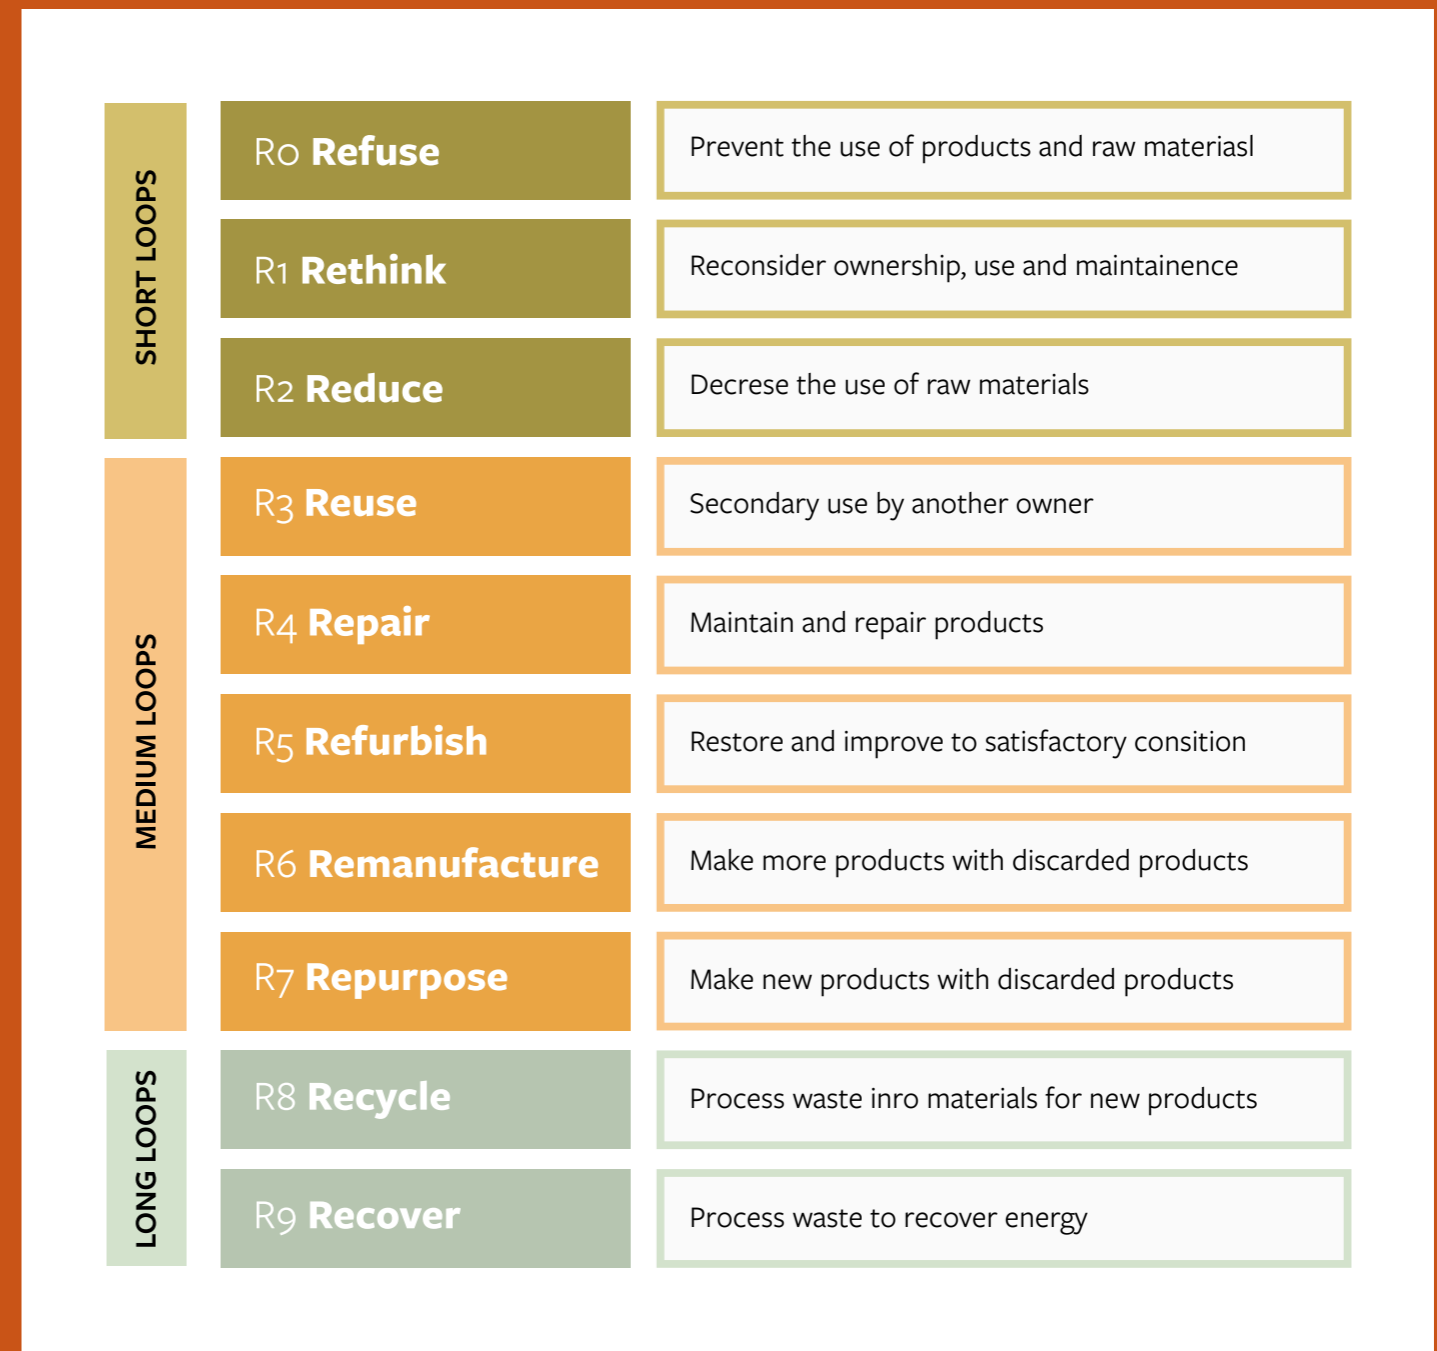 SHORT LOOPS
R0 Refuse
Prevent the use of products and raw materiasl
R1 Rethink
Reconsider ownership, use and maintainence
R2 Reduce
Decrese the use of raw materials
MEDIUM LOOPS
R3 Reuse
Secondary use by another owner
R4 Repair
Maintain and repair products
R5 Refurbish
Restore and improve to satisfactory consition
R6 Remanufacture
Make more products with discarded products
R7 Repurpose
Make new products with discarded products
LONG LOOPS
R8 Recycle
Process waste inro materials for new products
R9 Recover
Process waste to recover energy